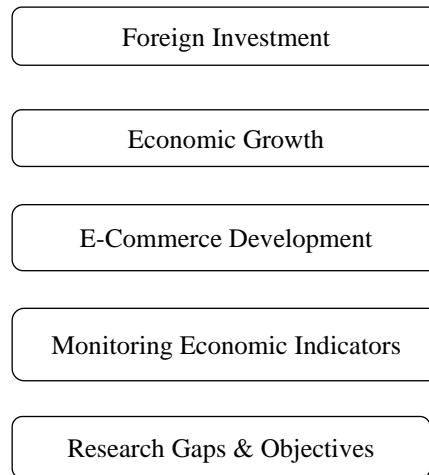 Foreign Investment
Economic Growth
E-Commerce Development
Monitoring Economic Indicators
Research Gaps & Objectives